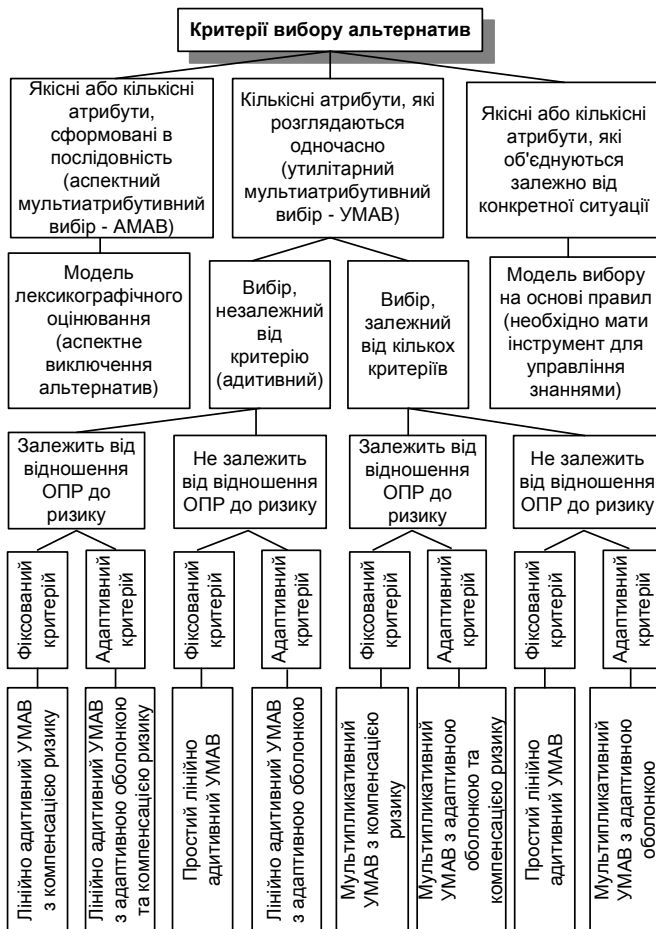 Критерії вибору альтернатив
Якісні або кількісні
атрибути,
сформовані в
послідовність
(аспектний
мультиатрибутивний
вибір - АМАВ)
Кількісні атрибути, які
розглядаються
одночасно
(утилітарний
мультиатрибутивний
вибір - УМАВ)
Якісні або кількісні
атрибути, які
об'єднуються
залежно від
конкретної ситуації
Модель
лексикографічного
оцінювання
(аспектне
виключення
альтернатив)
Вибір,
незалежний
від
критерію
(адитивний)
Вибір,
залежний
від кількох
критеріїв
Модель вибору
на основі правил
(необхідно мати
інструмент для
управління
знаннями)
Залежить від
відношення
ОПР до
ризику
Не залежить
від відношення
ОПР до ризику
Залежить від
відношення
ОПР до
ризику
Не залежить
від відношення
ОПР до ризику
Фіксований
критерій
Адаптивний
критерій
Фіксований
критерій
Адаптивний
критерій
Фіксований
критерій
Адаптивний
критерій
Фіксований
критерій
Адаптивний
критерій
Лінійно адитивний УМАВ
з компенсацією ризику
Лінійно адитивний УМАВ
з адаптивною оболонкою
та компенсацією ризику
Простий лінійно
адитивний УМАВ
Лінійно адитивний УМАВ
з адаптивною оболонкою
Мультипликативний
УМАВ з компенсацією
ризику
Мультипликативний
УМАВ з адаптивною
оболонкою та
компенсацією ризику
Простий лінійно
адитивний УМАВ
Мультипликативний
УМАВ з адаптивною
оболонкою